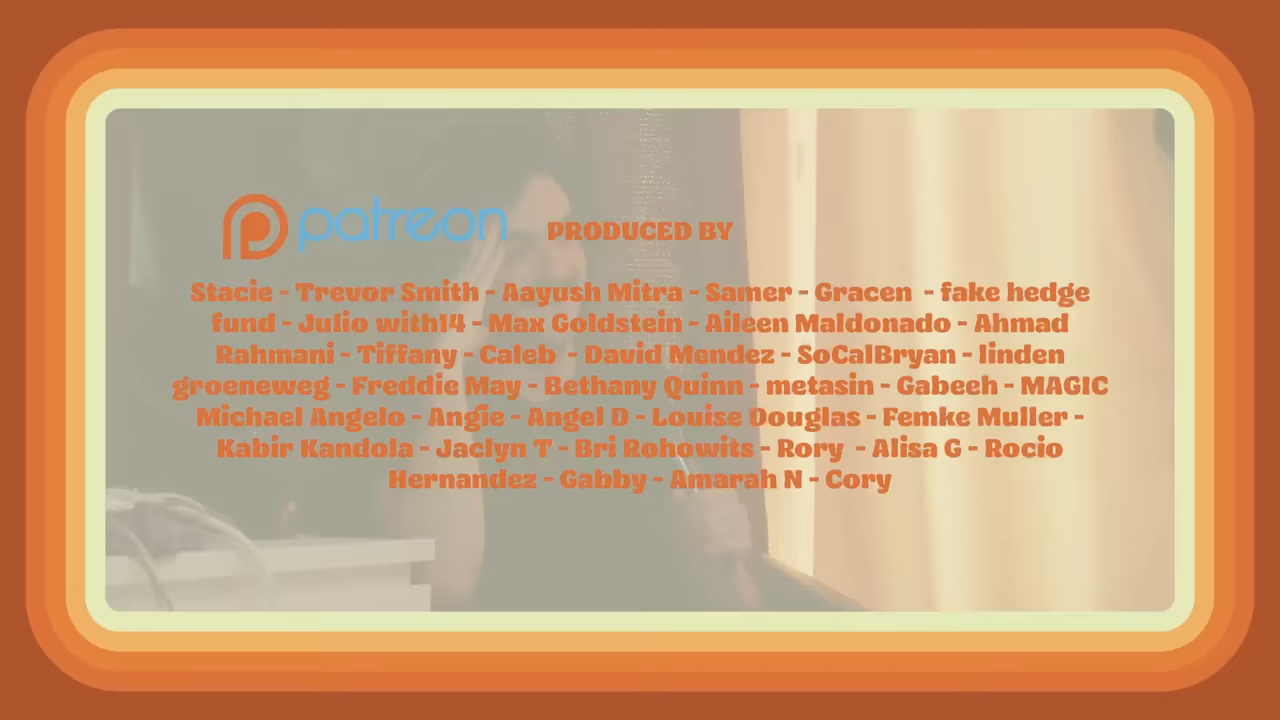 patreon PRODUCED BY
Stacie - Trevor Smith - Aayush Mitra - Samer - Gracen - fake hedge
fund - Julio with14 - Max Goldstein - Aileen Maldonado - Ahmad
Rahmani - Tiffany - Caleb - David Mendez - SoCalBryan - linden
groeneweg - Freddie May - Bethany Quinn - metasin - Gabeeh - MAGIC
Michael Angelo - Angie - Angel D - Louise Douglas - Femke Muller -
Kabir Kandola - Jaclyn T - Bri Rohowits - Rory - Alisa G - Rocio
Hernandez - Gabby - Amarah N - Cory